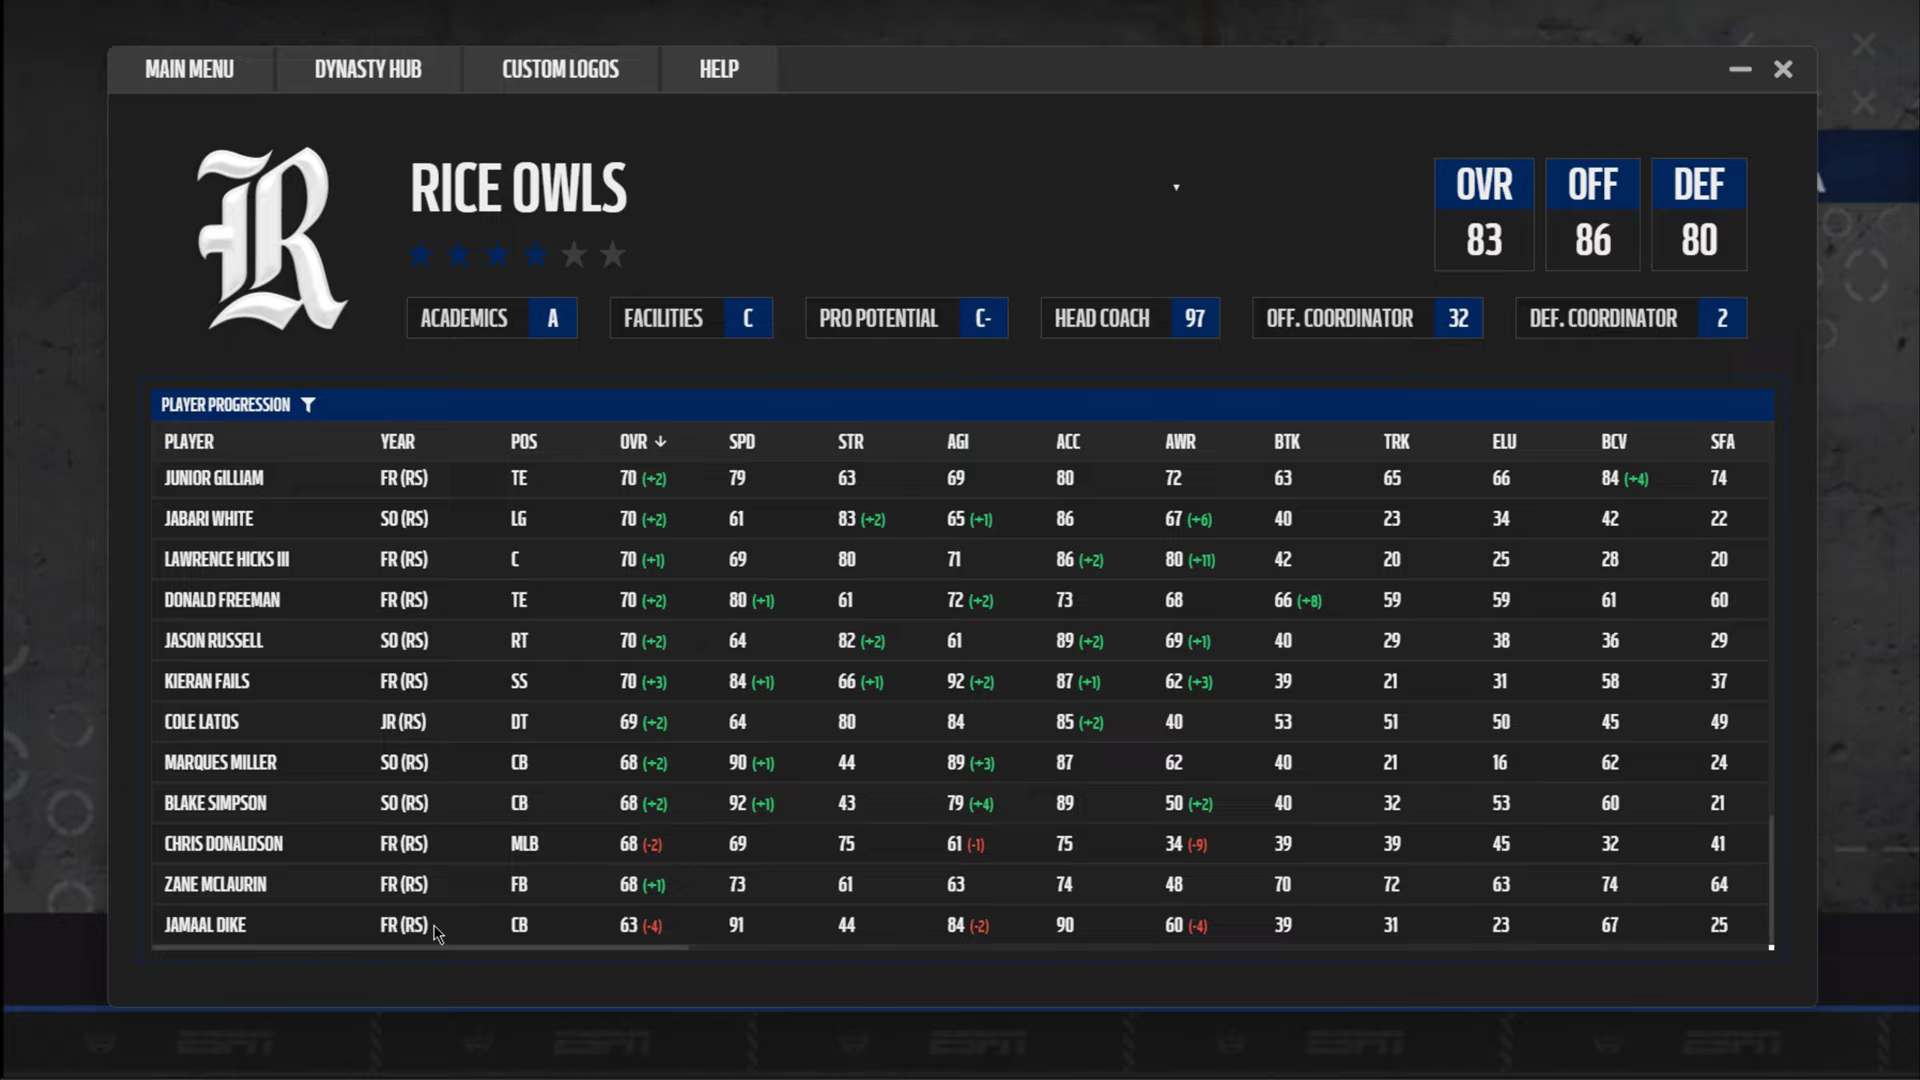 MAIN MENU DYNASTY HUB CUSTOM LOGOS HELP
R
RICE OWLS
OVR OFF DEF
83 86 80
ACADEMICS A FACILITIES C PRO POTENTIAL C- HEAD COACH 97 OFF. COORDINATOR 32 DEF. COORDINATOR 2
PLAYER PROGRESSION
PLAYER YEAR POS OVR SPD STR AGI ACC AWR BTK TRK ELU BCV SFA
JUNIOR GILLIAM FR (RS) TE 70 (+2) 79 63 69 80 72 63 65 66 84 (+4) 74
JABARI WHITE SO (RS) LG 70 (+2) 61 83 (+2) 65 (+1) 86 67 (+6) 40 23 34 42 22
LAWRENCE HICKS III FR (RS) C 70 (+1) 69 80 71 86 (+2) 80 (+11) 42 20 25 28 20
DONALD FREEMAN FR (RS) TE 70 (+2) 80 (+1) 61 72 (+2) 73 68 66 (+8) 59 59 61 60
JASON RUSSELL SO (RS) RT 70 (+2) 64 82 (+2) 61 89 (+2) 69 (+1) 40 29 38 36 29
KIERAN FAILS FR (RS) SS 70 (+3) 84 (+1) 66 (+1) 92 (+2) 87 (+1) 62 (+3) 39 21 31 58 37
COLE LATOS JR (RS) DT 69 (+2) 64 80 84 85 (+2) 40 53 51 50 45 49
MARQUES MILLER SO (RS) CB 68 (+2) 90 (+1) 44 89 (+3) 87 62 40 21 16 62 24
BLAKE SIMPSON SO (RS) CB 68 (+2) 92 (+1) 43 79 (+4) 89 50 (+2) 40 32 53 60 21
CHRIS DONALDSON FR (RS) MLB 68 (-2) 69 75 61 (-1) 75 34 (-9) 39 39 45 32 41
ZANE MCLAURIN FR (RS) FB 68 (+1) 73 61 63 74 48 70 72 63 74 64
JAMAAL DIKE FR (RS) CB 63 (-4) 91 44 84 (-2) 90 60 (-4) 39 31 23 67 25
ESPN ESPN ESPN ESPN ESPN